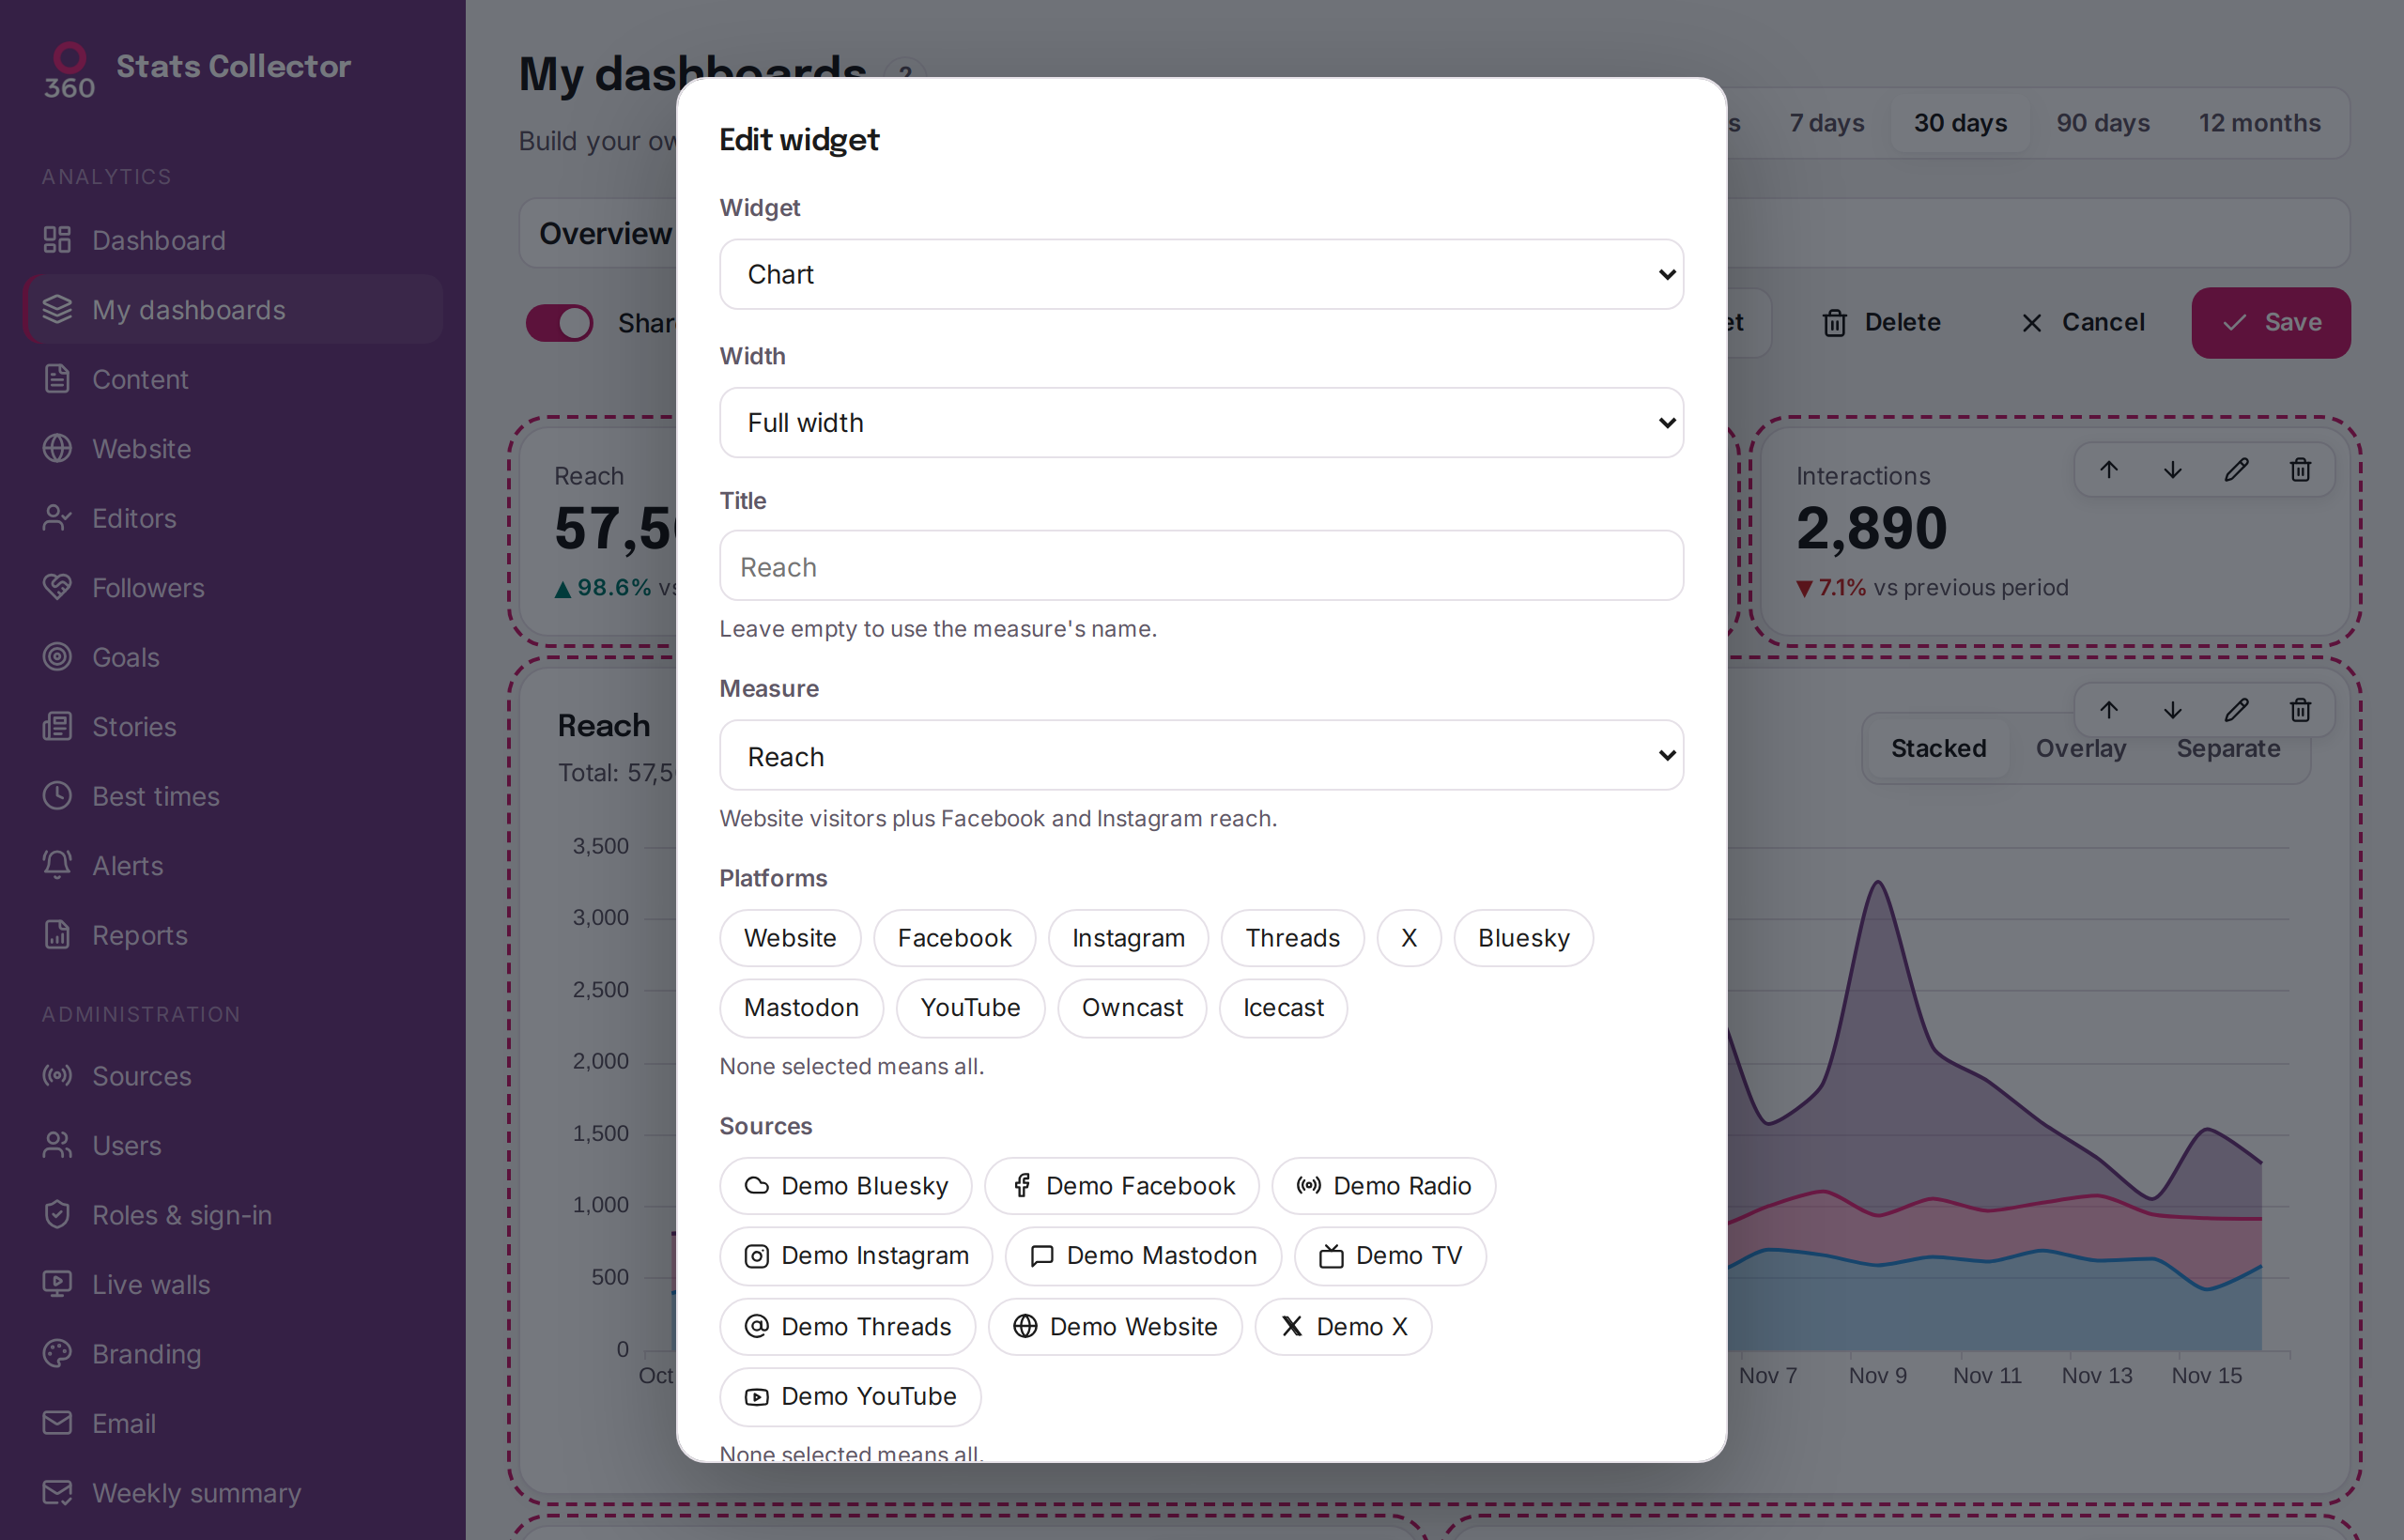 360
Stats Collector
ANALYTICS
Dashboard
My dashboards
Content
Website
Editors
Followers
Goals
Stories
Best times
Alerts
Reports
ADMINISTRATION
Sources
Users
Roles & sign-in
Live walls
Branding
Email
Weekly summary
My dashboards 2
Build your
7 days 30 days 90 days 12 months
Overview
Delete Cancel Save
Reach
57,5
▲ 98.6%
Interactions
2,890
▼ 7.1% vs previous period
Reach
Total: 57,5
Stacked Overlay Separate
3,500
3,000
2,500
2,000
1,500
1,000
500
0
Oct
Nov 7 Nov 9 Nov 11 Nov 13 Nov 15
Edit widget
Widget
Chart
Width
Full width
Title
Reach
Leave empty to use the measure's name.
Measure
Reach
Website visitors plus Facebook and Instagram reach.
Platforms
Website Facebook Instagram Threads X Bluesky
Mastodon YouTube Owncast Icecast
None selected means all.
Sources
Demo Bluesky Demo Facebook Demo Radio
Demo Instagram Demo Mastodon Demo TV
Demo Threads Demo Website Demo X
Demo YouTube
None selected means all.